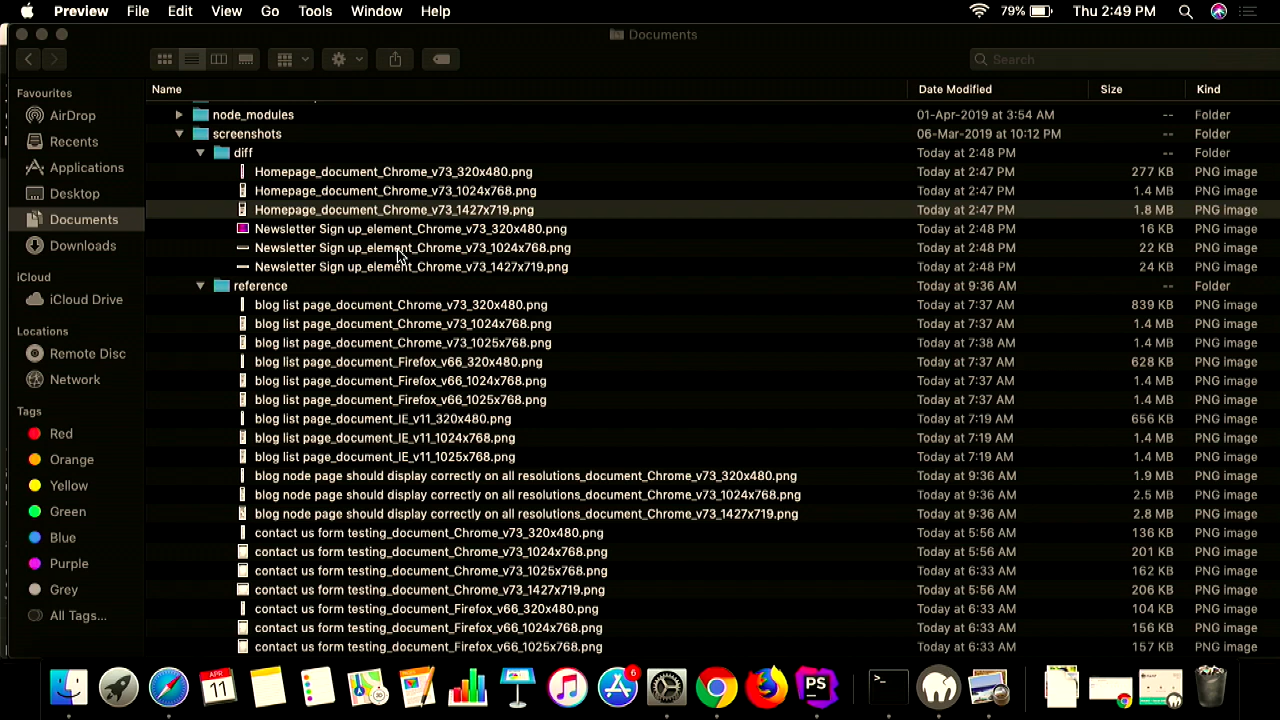 Preview File Edit View Go Tools Window Help 79% Thu 2:49 PM
Documents
Search
Name Date Modified Size Kind
Favourites
AirDrop
Recents
Applications
Desktop
Documents
Downloads
iCloud
iCloud Drive
Locations
Remote Disc
Network
Tags
Red
Orange
Yellow
Green
Blue
Purple
Grey
All Tags...
node_modules 01-Apr-2019 at 3:54 AM -- Folder
screenshots 06-Mar-2019 at 10:12 PM -- Folder
diff Today at 2:48 PM -- Folder
Homepage_document_Chrome_v73_320x480.png Today at 2:47 PM 277 KB PNG image
Homepage_document_Chrome_v73_1024x768.png Today at 2:47 PM 1.4 MB PNG image
Homepage_document_Chrome_v73_1427x719.png Today at 2:47 PM 1.8 MB PNG image
Newsletter Sign up_element_Chrome_v73_320x480.png Today at 2:48 PM 16 KB PNG image
Newsletter Sign up_element_Chrome_v73_1024x768.png Today at 2:48 PM 22 KB PNG image
Newsletter Sign up_element_Chrome_v73_1427x719.png Today at 2:48 PM 24 KB PNG image
reference Today at 9:36 AM -- Folder
blog list page_document_Chrome_v73_320x480.png Today at 7:37 AM 839 KB PNG image
blog list page_document_Chrome_v73_1024x768.png Today at 7:37 AM 1.4 MB PNG image
blog list page_document_Chrome_v73_1025x768.png Today at 7:38 AM 1.4 MB PNG image
blog list page_document_Firefox_v66_320x480.png Today at 7:37 AM 628 KB PNG image
blog list page_document_Firefox_v66_1024x768.png Today at 7:37 AM 1.4 MB PNG image
blog list page_document_Firefox_v66_1025x768.png Today at 7:37 AM 1.4 MB PNG image
blog list page_document_IE_v11_320x480.png Today at 7:19 AM 656 KB PNG image
blog list page_document_IE_v11_1024x768.png Today at 7:19 AM 1.4 MB PNG image
blog list page_document_IE_v11_1025x768.png Today at 7:19 AM 1.4 MB PNG image
blog node page should display correctly on all resolutions_document_Chrome_v73_320x480.png Today at 9:36 AM 1.9 MB PNG image
blog node page should display correctly on all resolutions_document_Chrome_v73_1024x768.png Today at 9:36 AM 2.5 MB PNG image
blog node page should display correctly on all resolutions_document_Chrome_v73_1427x719.png Today at 9:36 AM 2.8 MB PNG image
contact us form testing_document_Chrome_v73_320x480.png Today at 5:56 AM 136 KB PNG image
contact us form testing_document_Chrome_v73_1024x768.png Today at 5:56 AM 201 KB PNG image
contact us form testing_document_Chrome_v73_1025x768.png Today at 6:33 AM 162 KB PNG image
contact us form testing_document_Chrome_v73_1427x719.png Today at 5:56 AM 206 KB PNG image
contact us form testing_document_Firefox_v66_320x480.png Today at 6:33 AM 104 KB PNG image
contact us form testing_document_Firefox_v66_1024x768.png Today at 6:33 AM 156 KB PNG image
contact us form testing_document_Firefox_v66_1025x768.png Today at 6:33 AM 157 KB PNG image
APR
11
6
PS